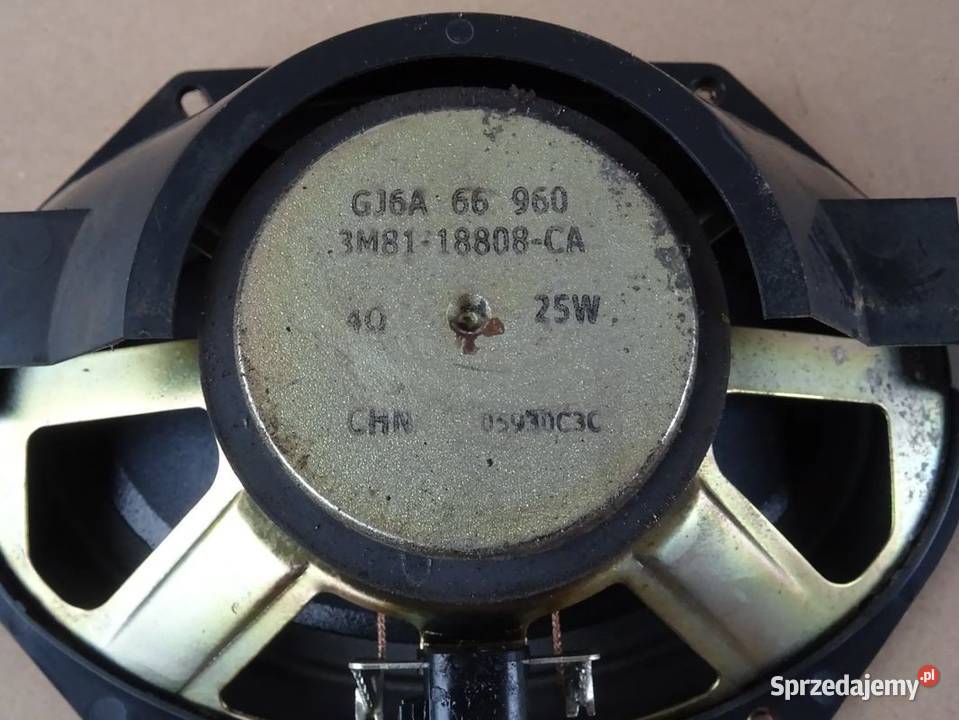 GJ6A 66 960
3M81-18808-CA
4Ω 25W
CHN 05930C3C
Sprzedajemy.pl